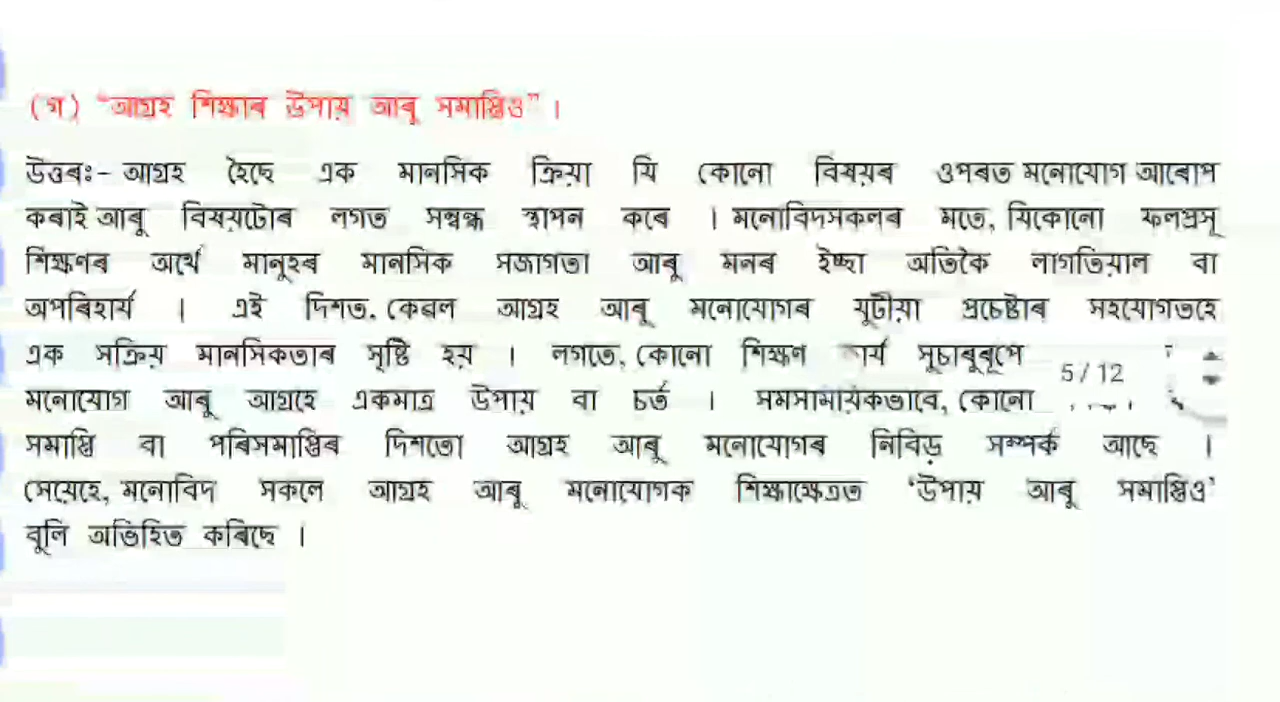 (গ) “আগ্ৰহ শিক্ষাৰ উপায় আৰু সমাপ্তিও” ।
উত্তৰঃ- আগ্ৰহ হৈছে এক মানসিক ক্ৰিয়া যি কোনো বিষয়ৰ ওপৰত মনোযোগ আৰোপ
কৰাই আৰু বিষয়টোৰ লগত সম্বন্ধ স্থাপন কৰে । মনোবিদসকলৰ মতে, যিকোনো ফলপ্ৰসূ
শিক্ষণৰ অৰ্থে মানুহৰ মানসিক সজাগতা আৰু মনৰ ইচ্ছা অতিকৈ লাগতিয়াল বা
অপৰিহাৰ্য । এই দিশত, কেৱল আগ্ৰহ আৰু মনোযোগৰ যুটীয়া প্ৰচেষ্টাৰ সহযোগতহে
এক সক্ৰিয় মানসিকতাৰ সৃষ্টি হয় । লগতে, কোনো শিক্ষণ সুচাৰুৰূপে
5 / 12
মনোযোগ আৰু আগ্ৰহে একমাত্ৰ উপায় বা চৰ্ত । সমসাময়িকভাবে, কোনো
সমাপ্তি বা পৰিসমাপ্তিৰ দিশতো আগ্ৰহ আৰু মনোযোগৰ নিবিড় সম্পৰ্ক আছে ।
সেয়েহে, মনোবিদ সকলে আগ্ৰহ আৰু মনোযোগক শিক্ষাক্ষেত্ৰত ‘উপায় আৰু সমাপ্তিও’
বুলি অভিহিত কৰিছে ।